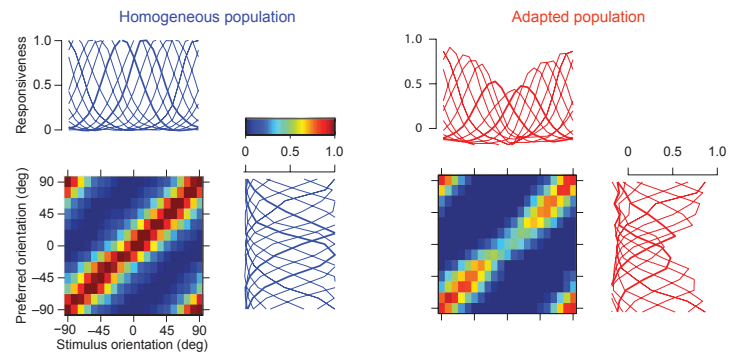 Homogeneous population
Adapted population
Responsiveness
1.0
0.5
0
1.0
0.5
0
0 0.5 1.0
0 0.5 1.0
Preferred orientation (deg)
90
45
0
−45
−90
−90 −45 0 45 90
Stimulus orientation (deg)